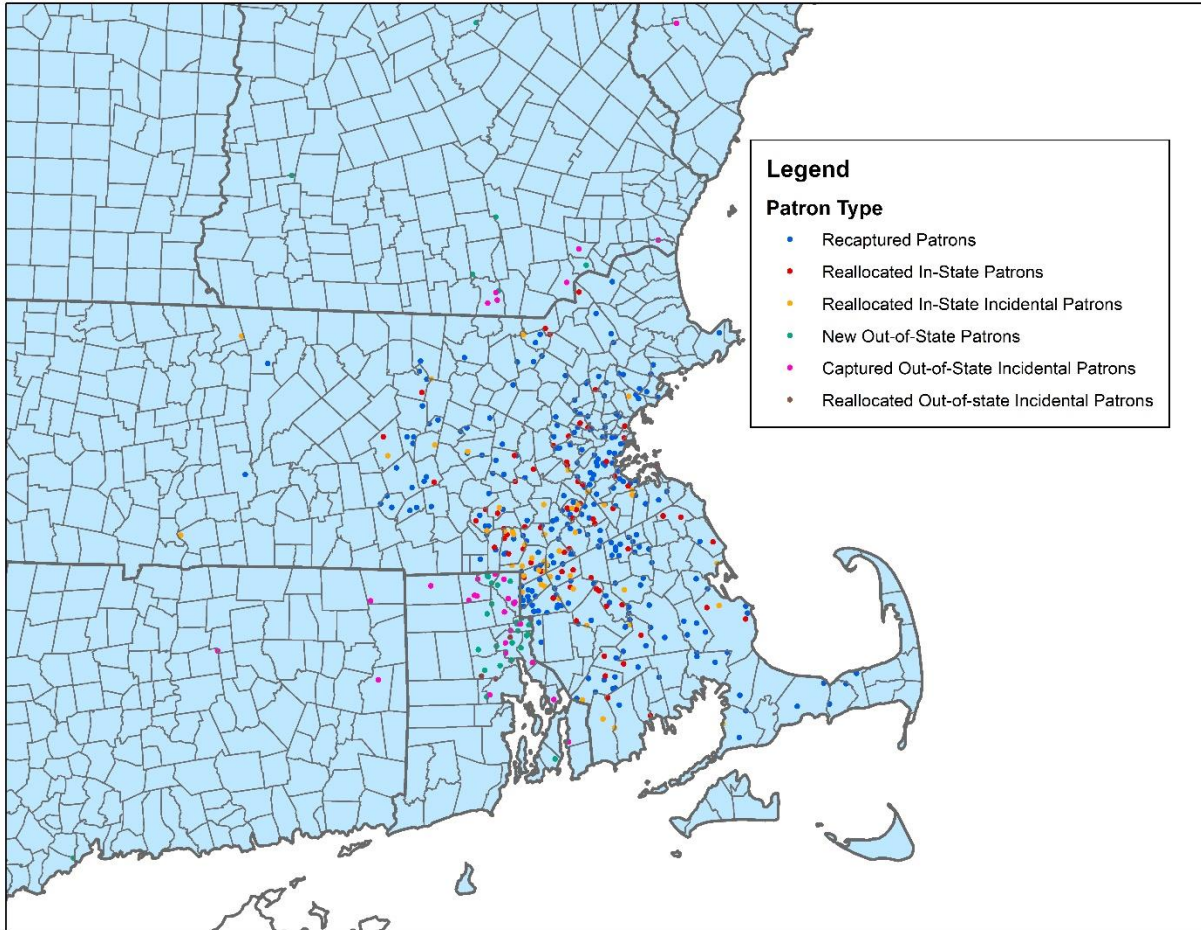 Legend
Patron Type
Recaptured Patrons
Reallocated In-State Patrons
Reallocated In-State Incidental Patrons
New Out-of-State Patrons
Captured Out-of-State Incidental Patrons
Reallocated Out-of-state Incidental Patrons